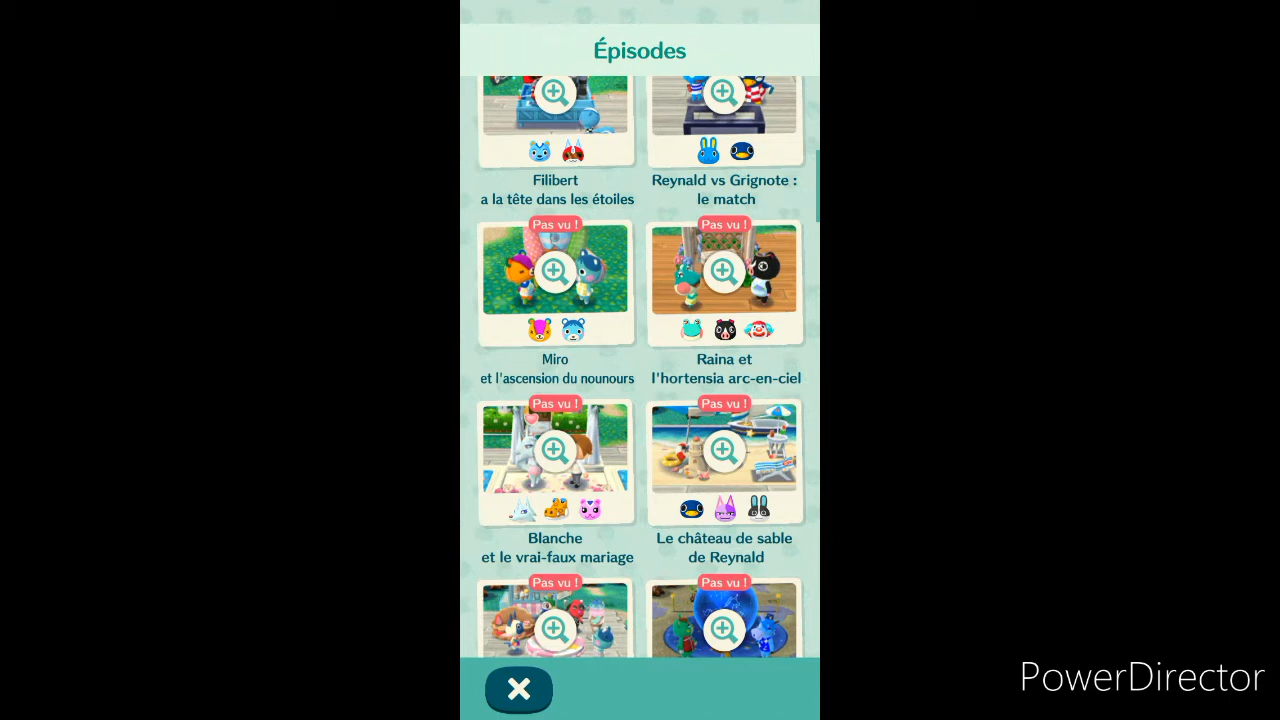 Épisodes
Filibert
a la tête dans les étoiles
Reynald vs Grignote :
le match
Pas vu !
Pas vu !
Miro
et l'ascension du nounours
Raina et
l'hortensia arc-en-ciel
Pas vu !
Pas vu !
Blanche
et le vrai-faux mariage
Le château de sable
de Reynald
Pas vu !
Pas vu !
PowerDirector